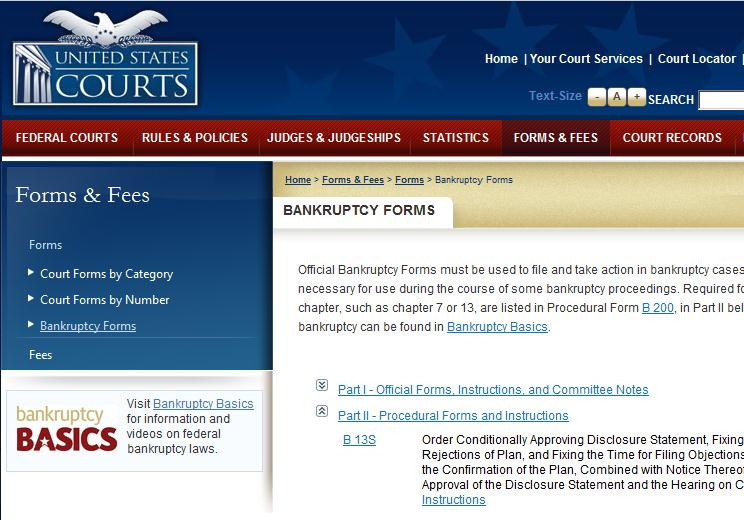 UNITED STATES
COURTS
Home | Your Court Services | Court Locator |
Text-Size - A + SEARCH
FEDERAL COURTS RULES & POLICIES JUDGES & JUDGESHIPS STATISTICS FORMS & FEES COURT RECORDS
Forms & Fees
Forms
Court Forms by Category
Court Forms by Number
Bankruptcy Forms
Fees
bankruptcy
BASICS
Visit Bankruptcy Basics
for information and
videos on federal
bankruptcy laws.
Home > Forms & Fees > Forms > Bankruptcy Forms
BANKRUPTCY FORMS
Official Bankruptcy Forms must be used to file and take action in bankruptcy cases
necessary for use during the course of some bankruptcy proceedings. Required fo
chapter, such as chapter 7 or 13, are listed in Procedural Form B 200, in Part II bel
bankruptcy can be found in Bankruptcy Basics.
Part I - Official Forms, Instructions, and Committee Notes
Part II - Procedural Forms and Instructions
B 13S Order Conditionally Approving Disclosure Statement, Fixing
Rejections of Plan, and Fixing the Time for Filing Objections
the Confirmation of the Plan, Combined with Notice Thereof
Approval of the Disclosure Statement and the Hearing on C
Instructions